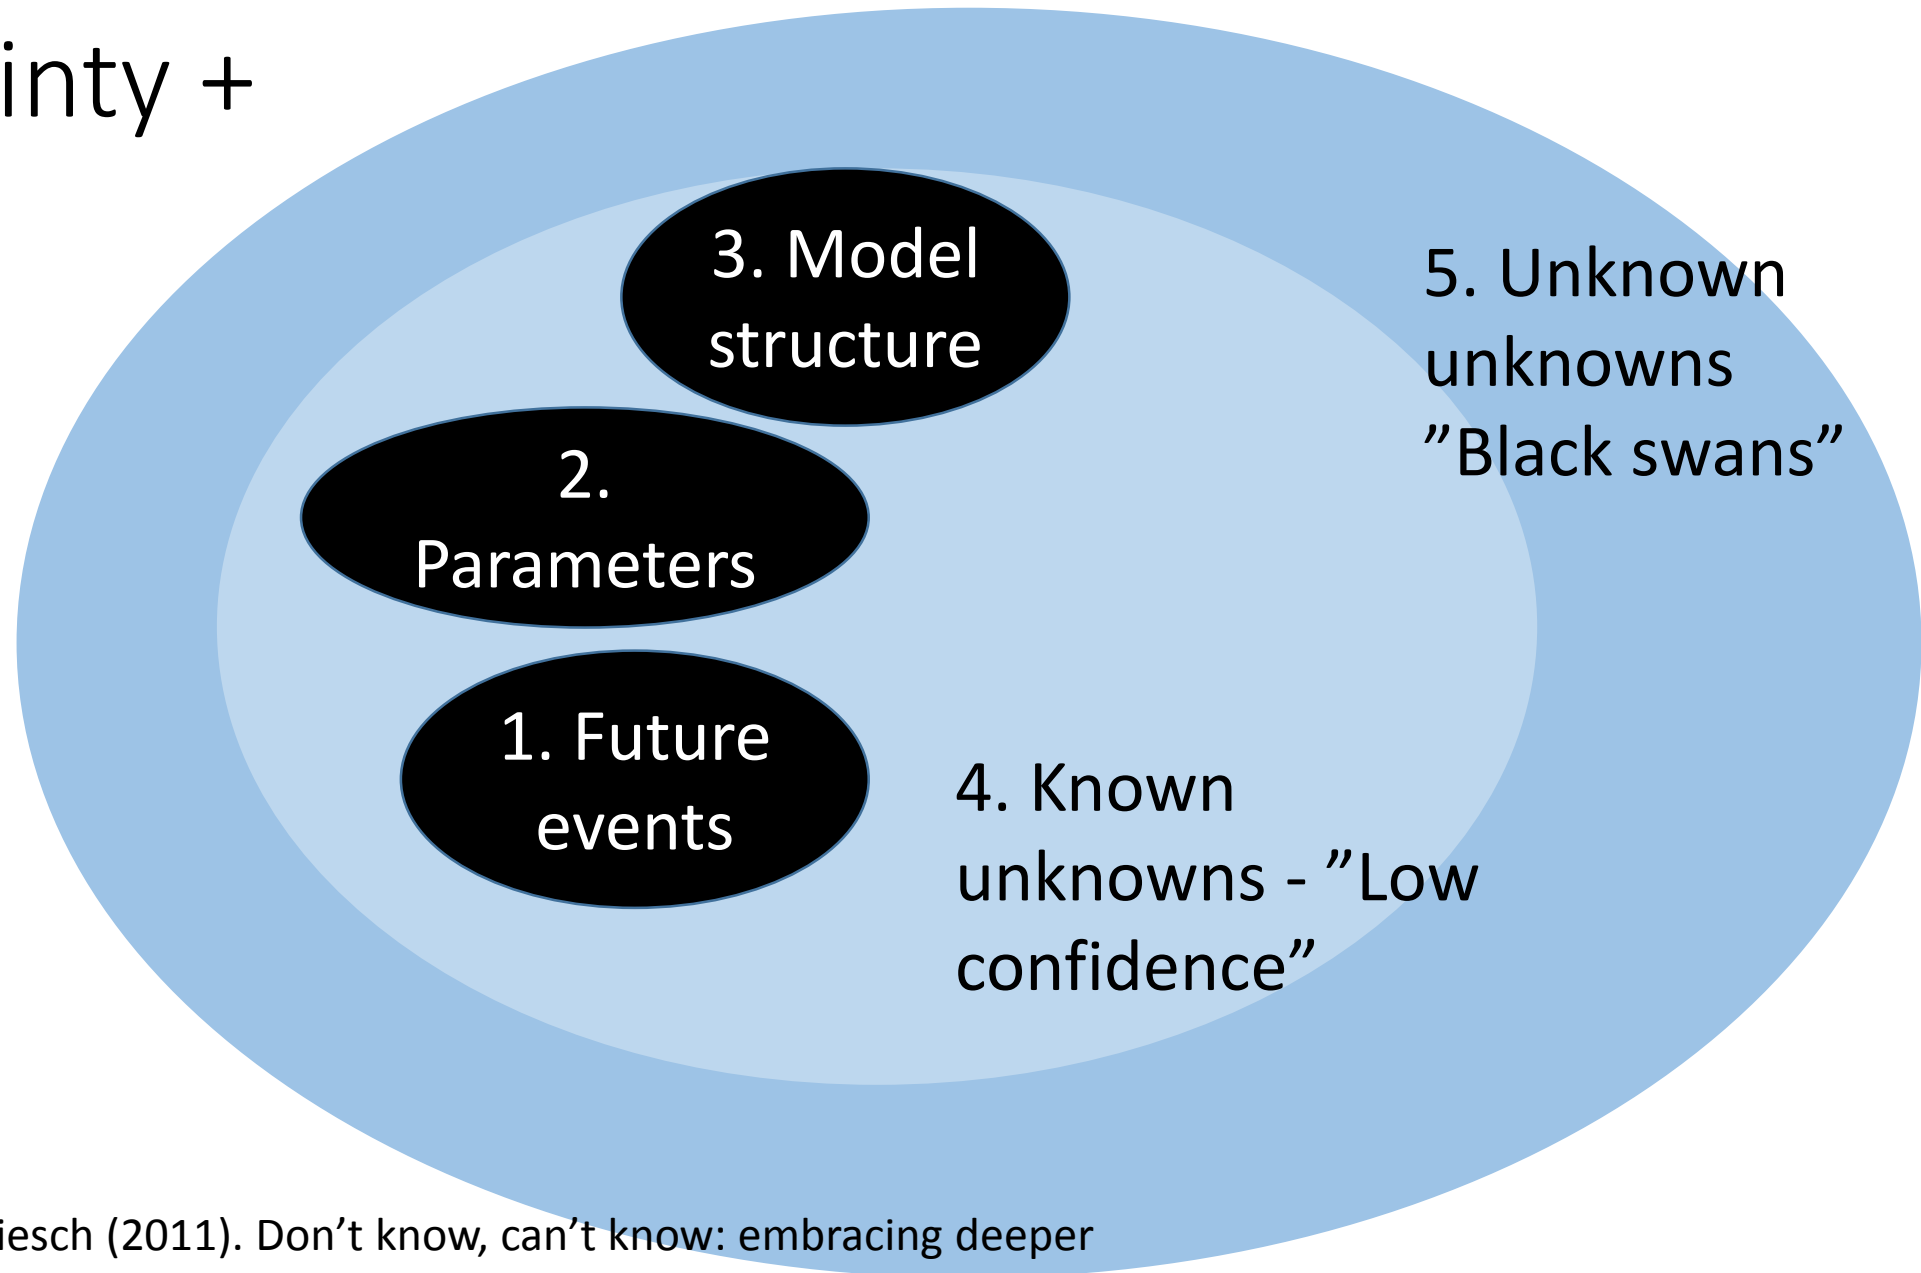 inty +
3. Model
structure
5. Unknown
unknowns
”Black swans”
2.
Parameters
1. Future
events
4. Known
unknowns - ”Low
confidence”
iesch (2011). Don’t know, can’t know: embracing deeper